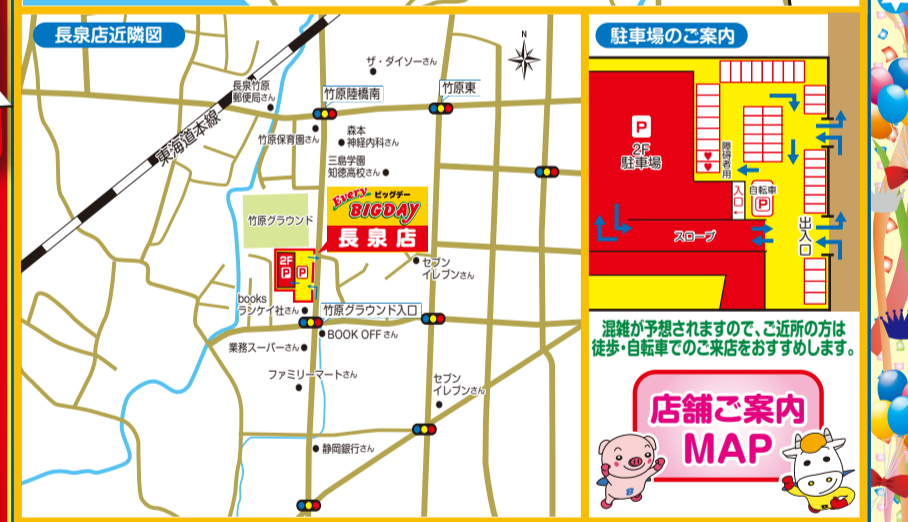 長泉店近隣図
N
ザ・ダイソーさん
長泉竹原
郵便局さん
竹原陸橋南
竹原東
東海道本線
竹原保育園さん
森本
神経内科さん
三島学園
知徳高校さん
Every ビッグデー
BIGDAY
長泉店
竹原グラウンド
2F
P
P
セブン
イレブンさん
books
ランケイ社さん
竹原グラウンド入口
BOOK OFFさん
業務スーパーさん
ファミリーマートさん
セブン
イレブンさん
静岡銀行さん
駐車場のご案内
P
2F
駐車場
障碍者用
入口
自転車
P
スロープ
出入口
混雑が予想されますので、ご近所の方は
徒歩・自転車でのご来店をおすすめします。
店舗ご案内
MAP